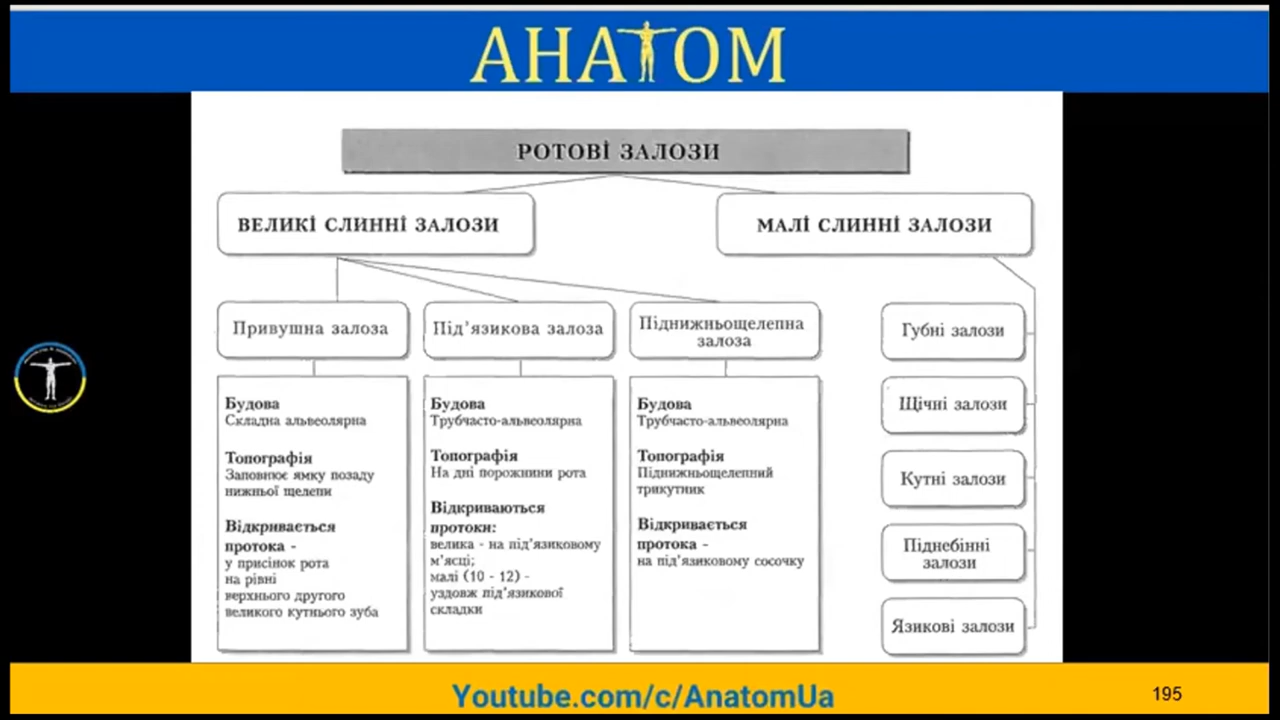 АНАТОМ
РОТОВІ ЗАЛОЗИ
ВЕЛИКІ СЛИННІ ЗАЛОЗИ
МАЛІ СЛИННІ ЗАЛОЗИ
Привушна залоза
Під’язикова залоза
Піднижньощелепна
залоза
Будова
Складна альвеолярна
Топографія
Заповнює ямку позаду
нижньої щелепи
Відкривається
протока -
у присінок рота
на рівні
верхнього другого
великого кутнього зуба
Будова
Трубчасто-альвеолярна
Топографія
На дні порожнини рота
Відкриваються
протоки:
велика - на під’язиковому
м’ясці;
малі (10 - 12) -
уздовж під’язикової
складки
Будова
Трубчасто-альвеолярна
Топографія
Піднижньощелепний
трикутник
Відкривається
протока -
на під’язиковому сосочку
Губні залози
Щічні залози
Кутні залози
Піднебінні
залози
Язикові залози
Youtube.com/c/AnatomUa
195